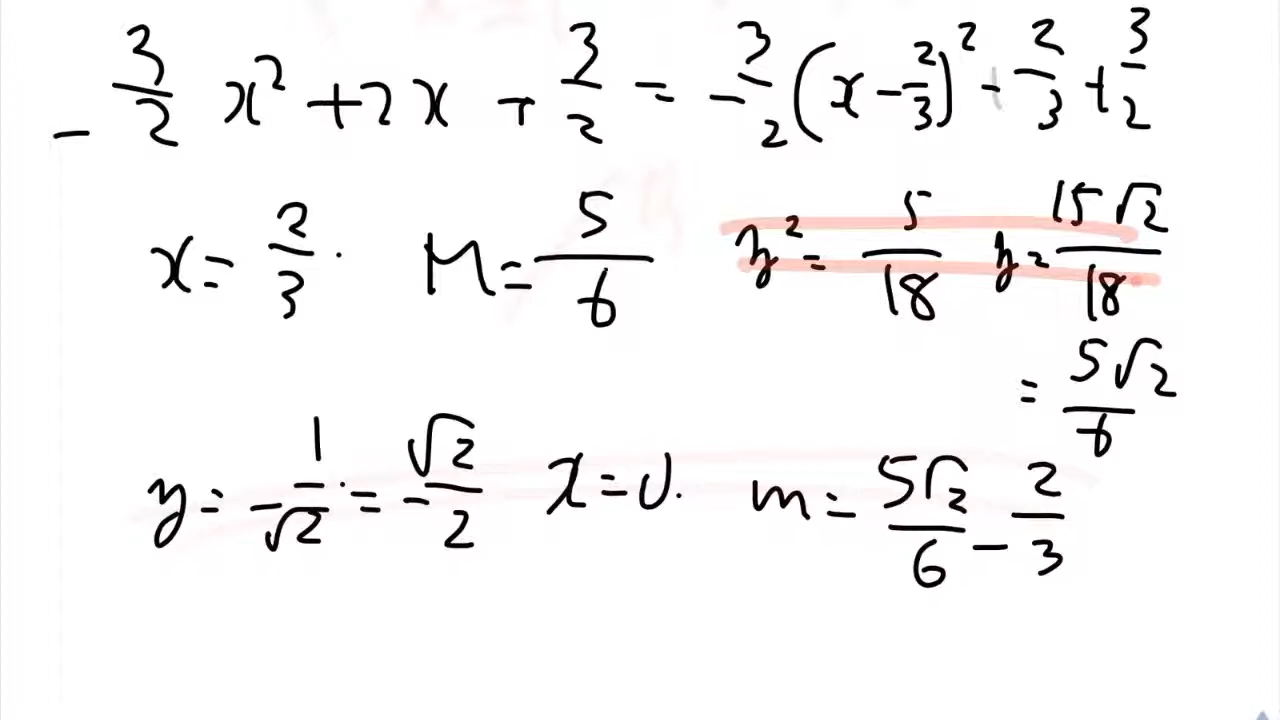 -3/2 x² + 2x + 3/2 = -3/2 (x - 2/3)² + 2/3 + 3/2
x = 2/3. M = 5/6 y² = 5/18 y = 15√2/18
= 5√2/6
y = 1/-√2. = -√2/2 x = 0. m = 5√2/6 - 2/3